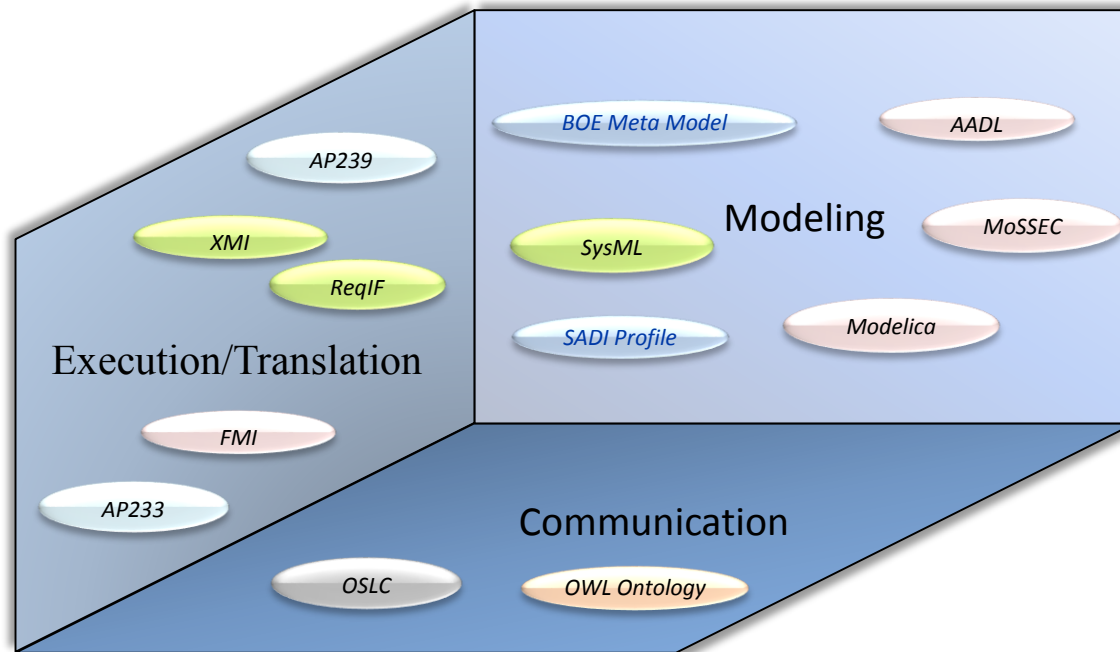 AP239
XMI
ReqIF
Execution/Translation
FMI
AP233
BOE Meta Model
AADL
Modeling
MoSSEC
SysML
SADI Profile
Modelica
Communication
OSLC
OWL Ontology